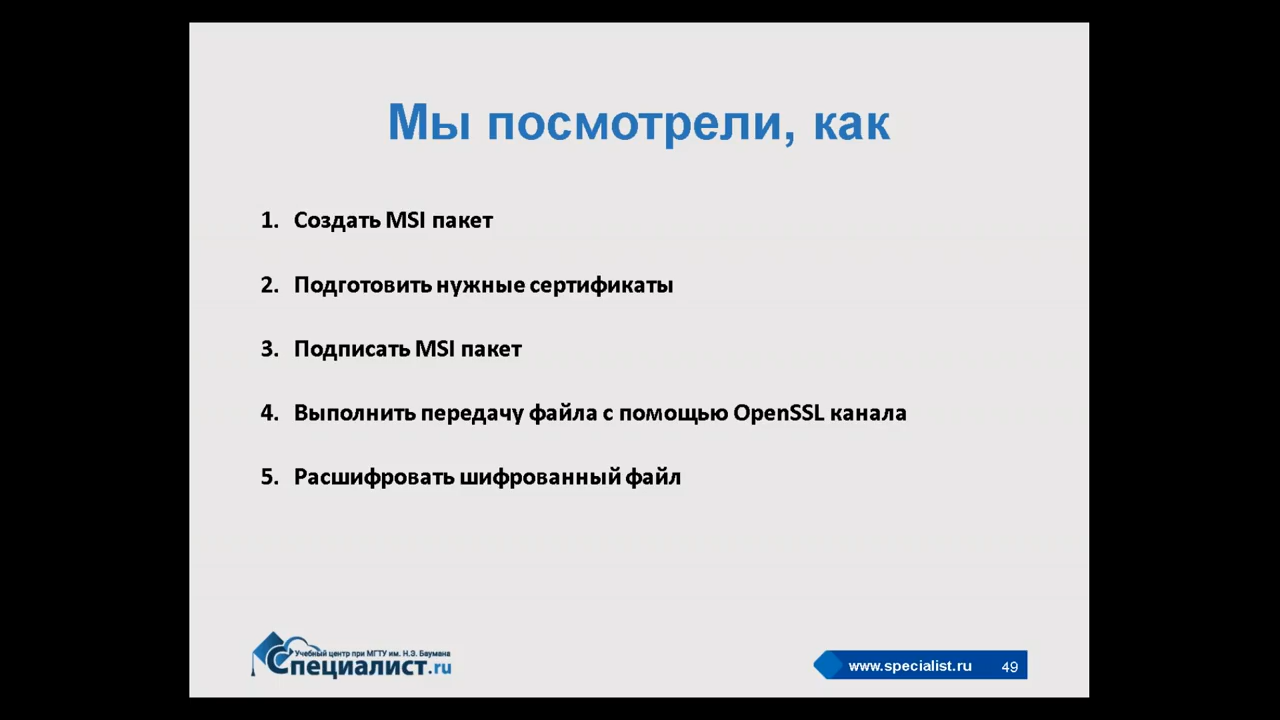 Мы посмотрели, как
1. Создать MSI пакет
2. Подготовить нужные сертификаты
3. Подписать MSI пакет
4. Выполнить передачу файла с помощью OpenSSL канала
5. Расшифровать шифрованный файл
Учебный центр при МГТУ им. Н.Э. Баумана
Специалист.ru
www.specialist.ru 49